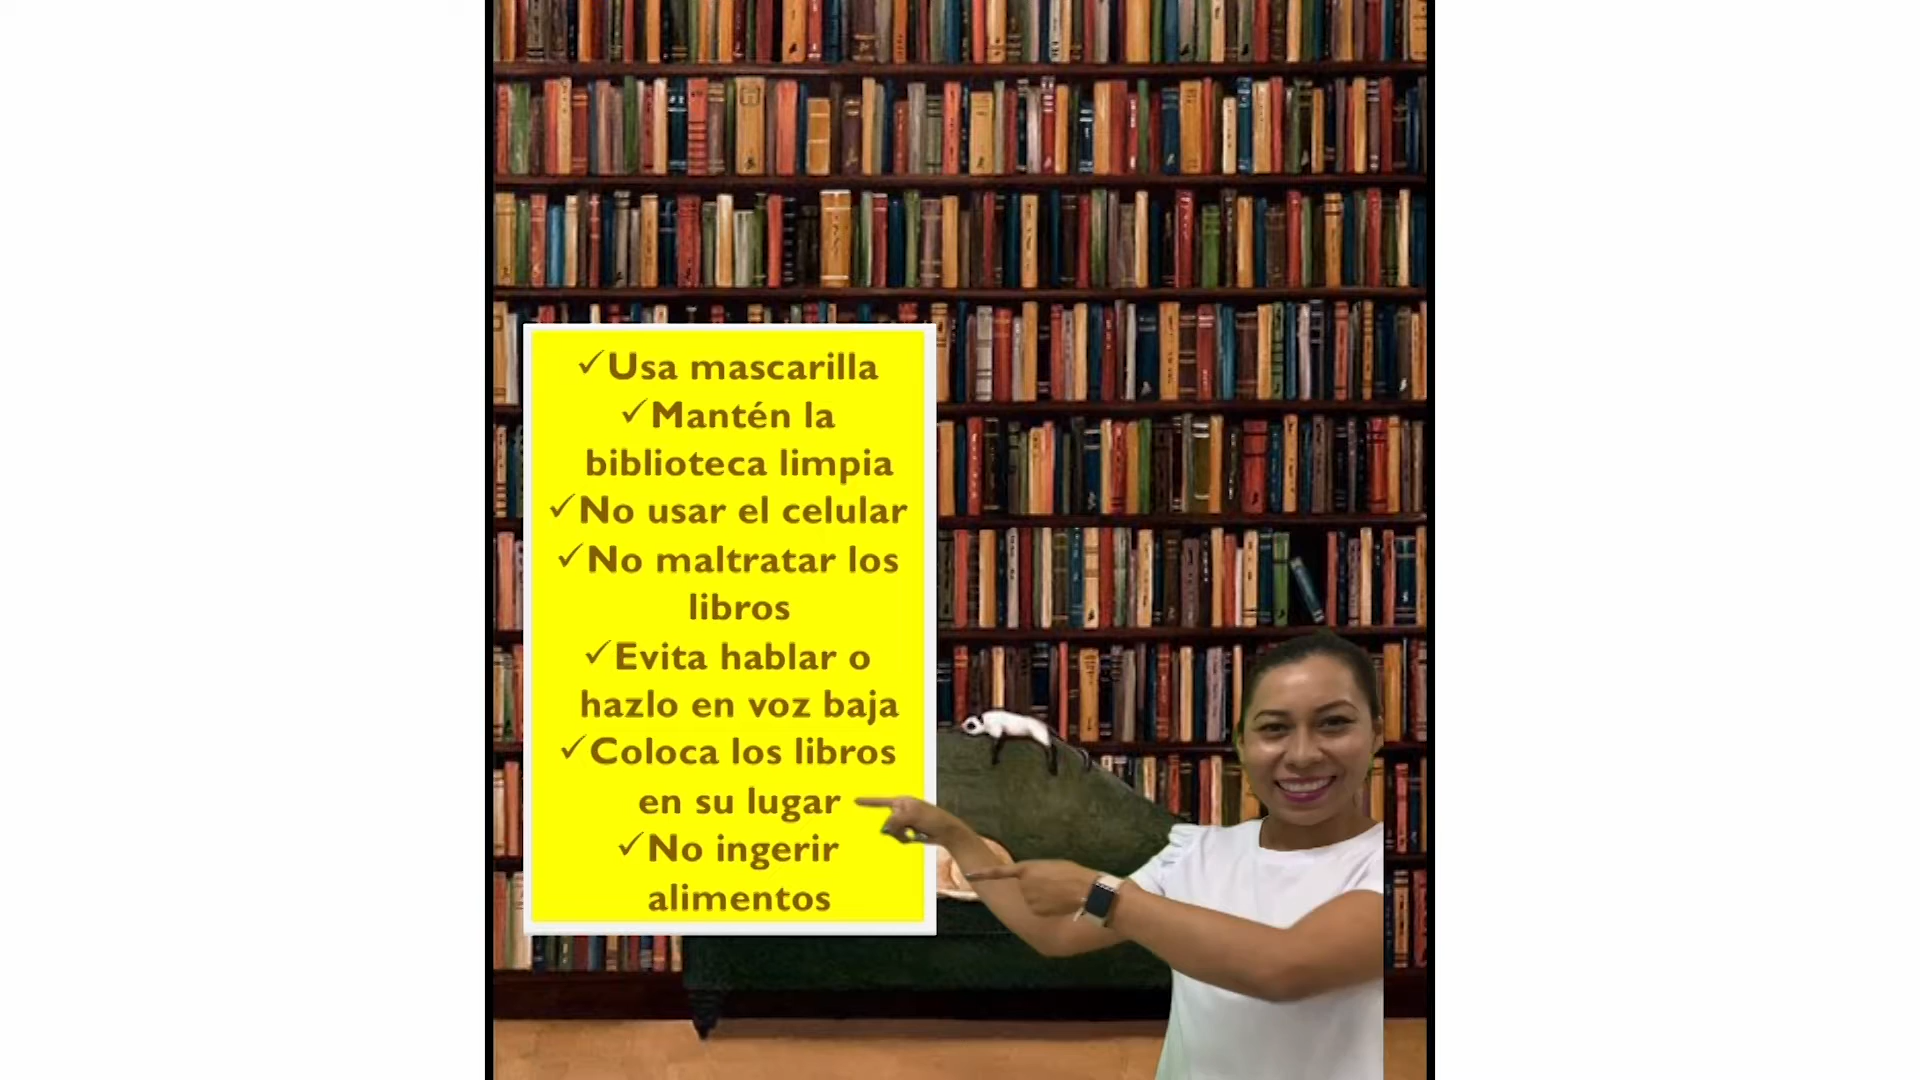 ✓Usa mascarilla
✓Mantén la
biblioteca limpia
✓No usar el celular
✓No maltratar los
libros
✓Evita hablar o
hazlo en voz baja
✓Coloca los libros
en su lugar
✓No ingerir
alimentos